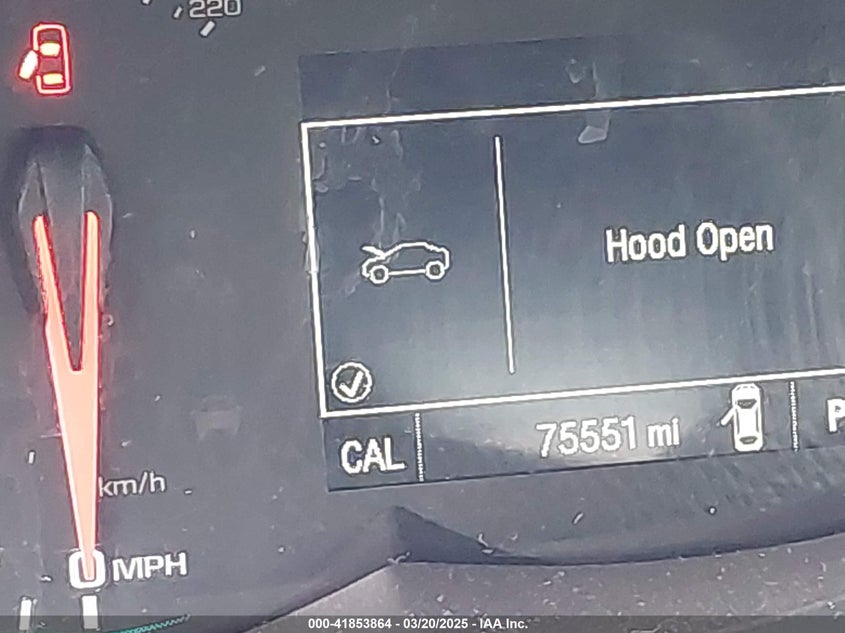 220
Hood Open
CAL
75551 mi
P
km/h
0 MPH
000-41853864 - 03/20/2025 - IAA Inc.